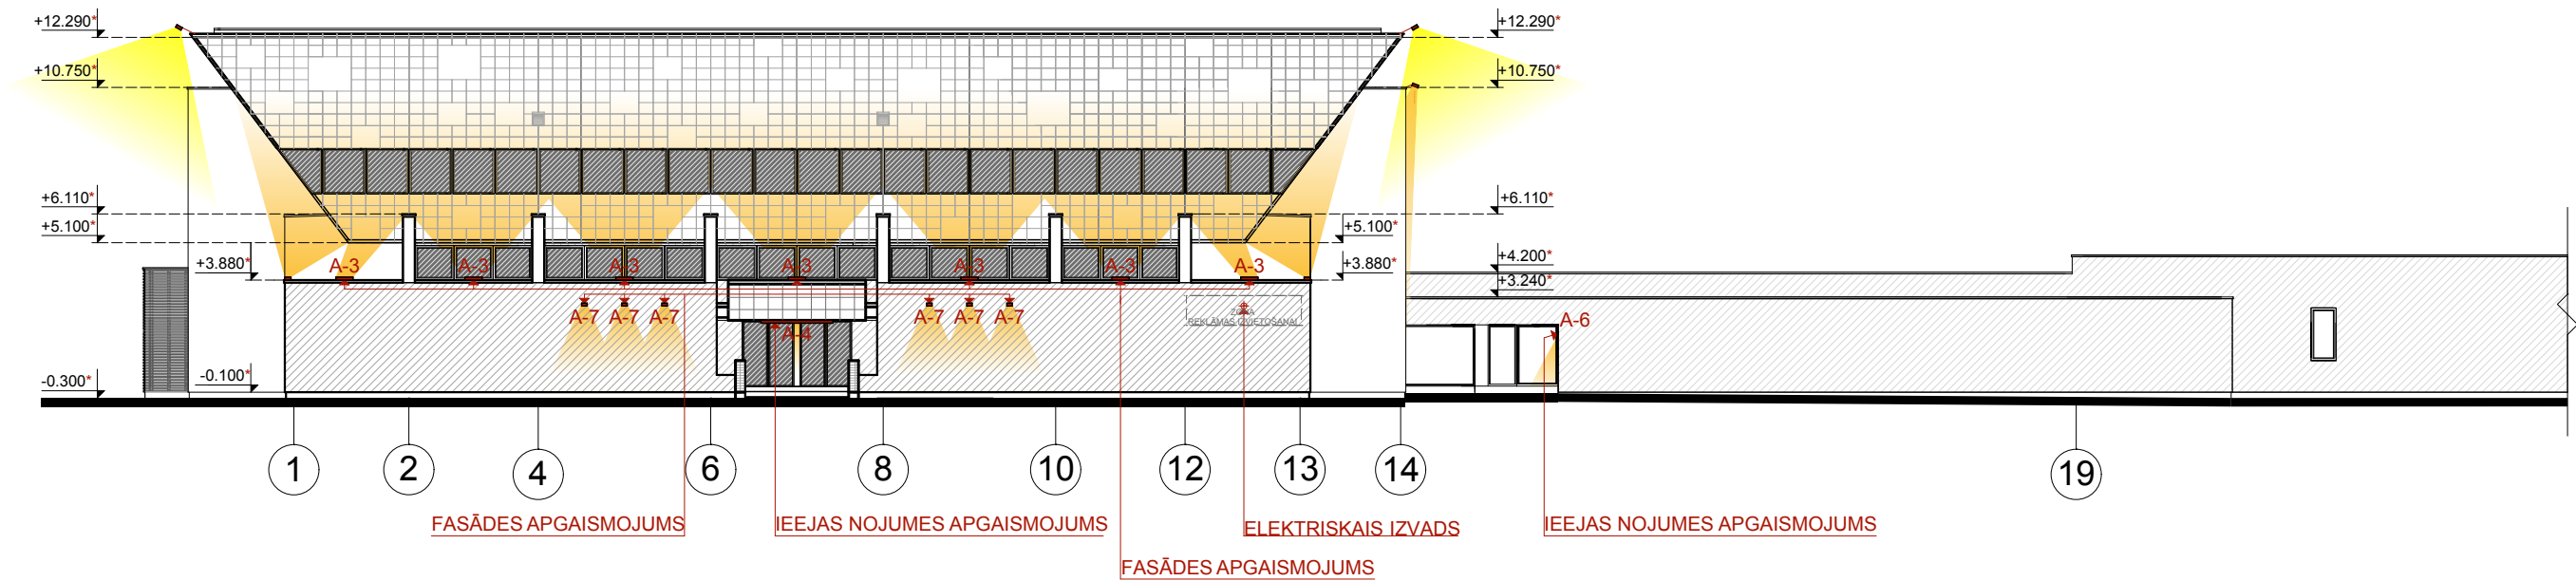 +12.290* +12.290*
+10.750* +10.750*
+6.110* +6.110*
+5.100* +5.100*
+3.880* +3.880*
+4.200*
+3.240*
A-3 A-3 A-3 A-3 A-3 A-3 A-3
A-7 A-7 A-7 A-4 A-7 A-7 A-7
ZONA
REKLĀMAS IZVIETOŠANAI
A-6
-0.300* -0.100*
1 2 4 6 8 10 12 13 14 19
FASĀDES APGAISMOJUMS IEEJAS NOJUMES APGAISMOJUMS ELEKTRISKAIS IZVADS IEEJAS NOJUMES APGAISMOJUMS
FASĀDES APGAISMOJUMS